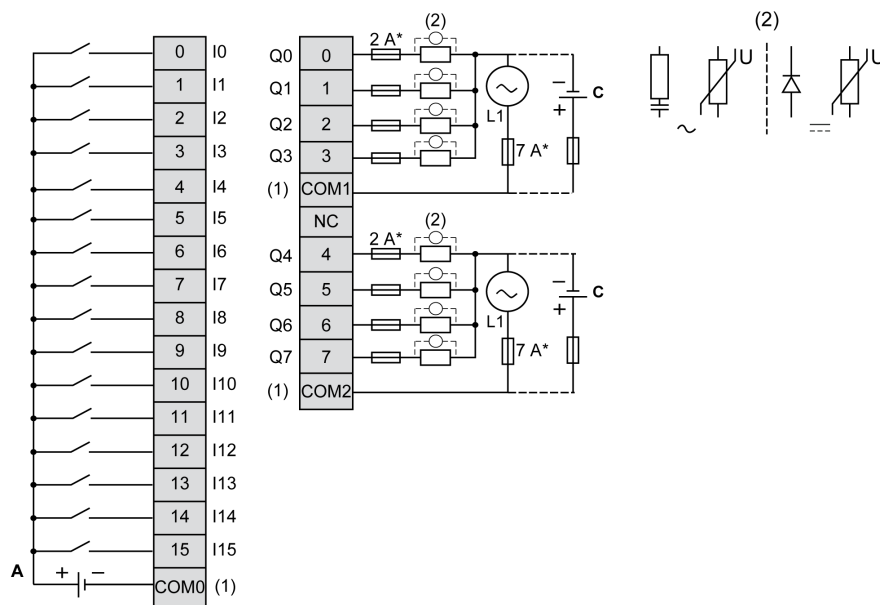 (2)
(2)
0 I0
1 I1
2 I2
3 I3
4 I4
5 I5
6 I6
7 I7
8 I8
9 I9
10 I10
11 I11
12 I12
13 I13
14 I14
15 I15
A + − COM0 (1)
Q0 0 2 A*
Q1 1
Q2 2
Q3 3
(1) COM1
L1
7 A*
− C
+
NC
(2)
Q4 4 2 A*
Q5 5
Q6 6
Q7 7
(1) COM2
L1
7 A*
− C
+
U
U
~